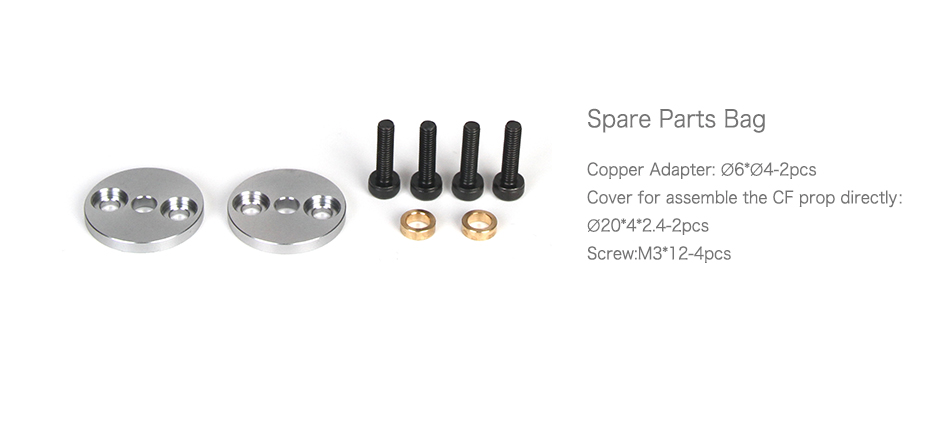 Spare Parts Bag
Copper Adapter: Ø6*Ø4-2pcs
Cover for assemble the CF prop directly:
Ø20*4*2.4-2pcs
Screw:M3*12-4pcs